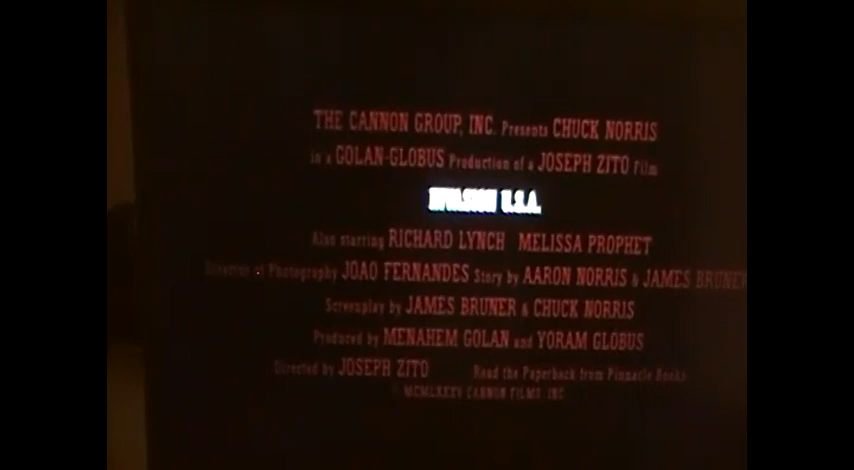 THE CANNON GROUP, INC. Presents CHUCK NORRIS
in a GOLAN-GLOBUS Production of a JOSEPH ZITO Film
INVASION U.S.A.
Also starring RICHARD LYNCH MELISSA PROPHET
Director of Photography JOAO FERNANDES Story by AARON NORRIS & JAMES BRUNER
Screenplay by JAMES BRUNER & CHUCK NORRIS
Produced by MENAHEM GOLAN and YORAM GLOBUS
Directed by JOSEPH ZITO Read the Paperback from Pinnacle Books
© MCMLXXXV CANNON FILMS, INC.